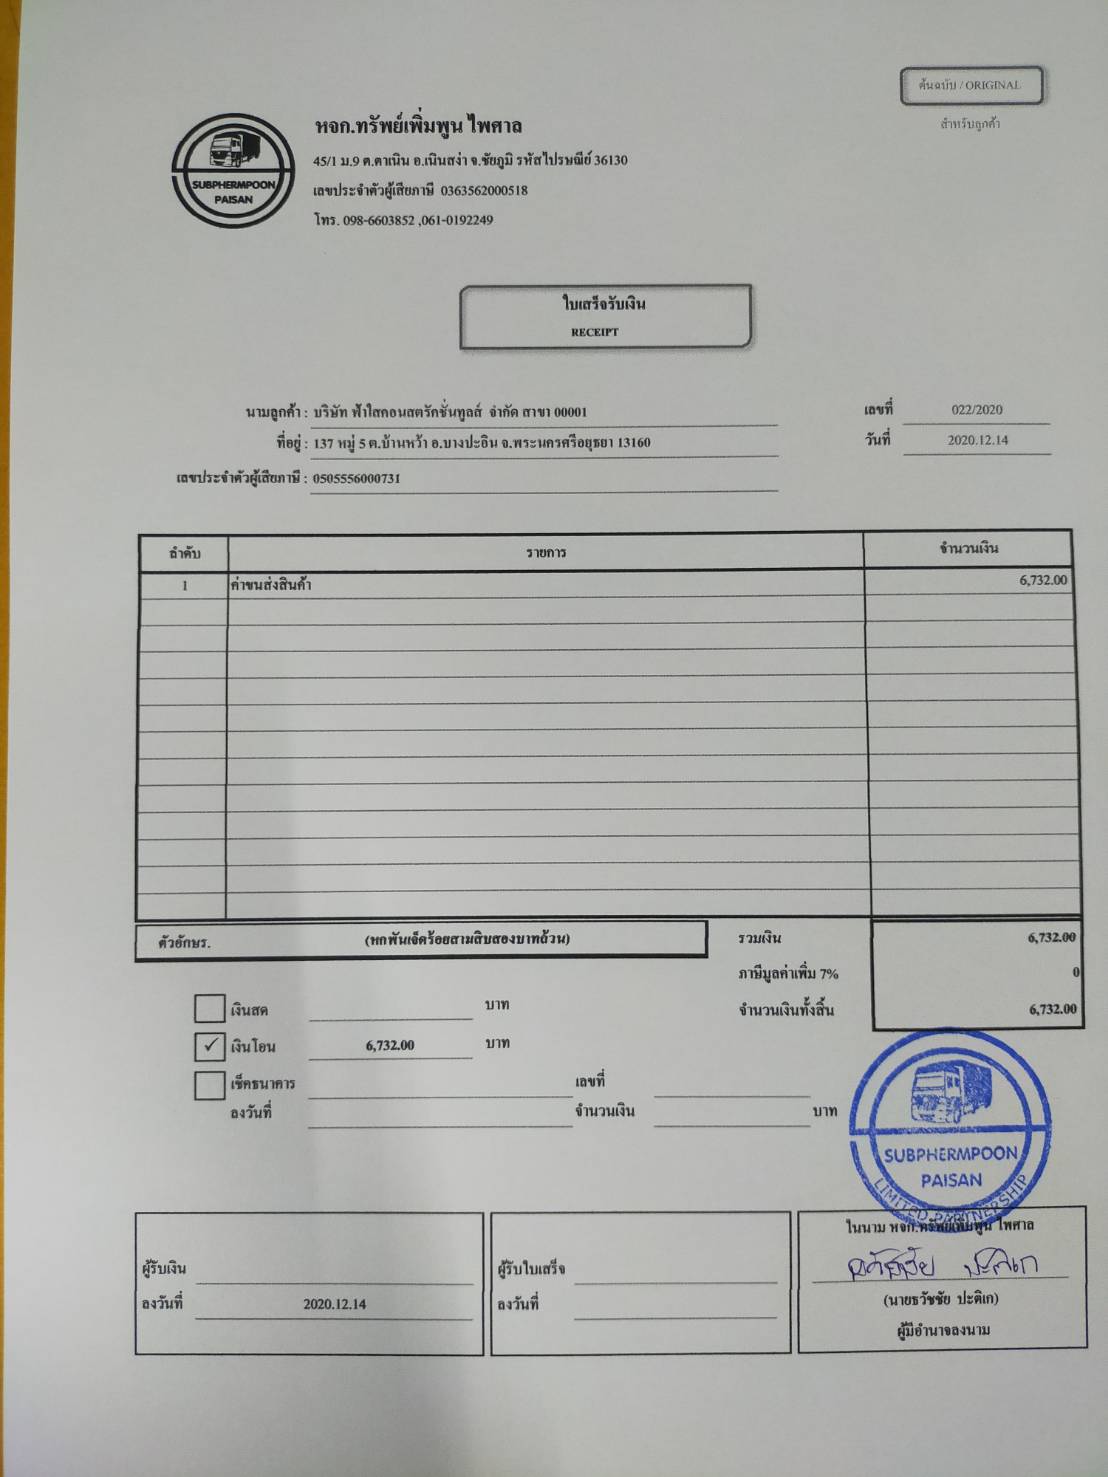 ต้นฉบับ / ORIGINAL
สำหรับลูกค้า
SUBPHERMPOON
PAISAN
หจก.ทรัพย์เพิ่มพูน ไพศาล
45/1 ม.9 ต.ตาเนิน อ.เนินสง่า จ.ชัยภูมิ รหัสไปรษณีย์ 36130
เลขประจำตัวผู้เสียภาษี 0363562000518
โทร. 098-6603852 ,061-0192249
ใบเสร็จรับเงิน
RECEIPT
นามลูกค้า : บริษัท ฟ้าใสคอนสตรัคชั่นทูลส์ จำกัด สาขา 00001
เลขที่ 022/2020
ที่อยู่ : 137 หมู่ 5 ต.บ้านหว้า อ.บางปะอิน จ.พระนครศรีอยุธยา 13160
วันที่ 2020.12.14
เลขประจำตัวผู้เสียภาษี : 0505556000731
ลำดับ รายการ จำนวนเงิน
1 ค่าขนส่งสินค้า 6,732.00
ตัวอักษร. (หกพันเจ็ดร้อยสามสิบสองบาทถ้วน) รวมเงิน 6,732.00
ภาษีมูลค่าเพิ่ม 7% 0
จำนวนเงินทั้งสิ้น 6,732.00
เงินสด บาท
✓ เงินโอน 6,732.00 บาท
เช็คธนาคาร เลขที่
ลงวันที่ จำนวนเงิน บาท
SUBPHERMPOON
PAISAN
LIMITED PARTNERSHIP
ในนาม หจก.ทรัพย์เพิ่มพูน ไพศาล
ผู้รับเงิน ผู้รับใบเสร็จ
ธวัชชัย ปะติเก
ลงวันที่ 2020.12.14 ลงวันที่
(นายธวัชชัย ปะติเก)
ผู้มีอำนาจลงนาม